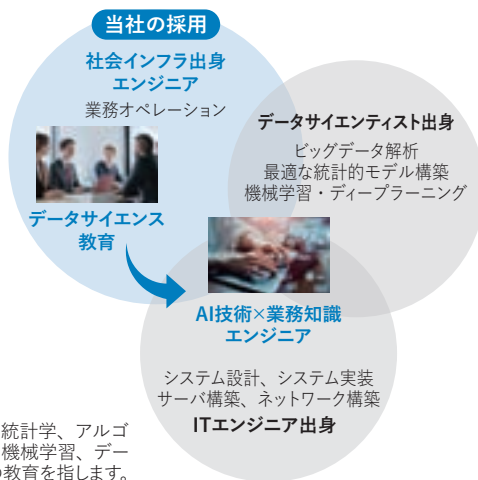 当社の採用
社会インフラ出身
エンジニア
業務オペレーション
データサイエンス
教育
データサイエンティスト出身
ビッグデータ解析
最適な統計的モデル構築
機械学習・ディープラーニング
AI技術×業務知識
エンジニア
システム設計、システム実装
サーバ構築、ネットワーク構築
ITエンジニア出身
統計学、アルゴ
機械学習、デー
の教育を指します。